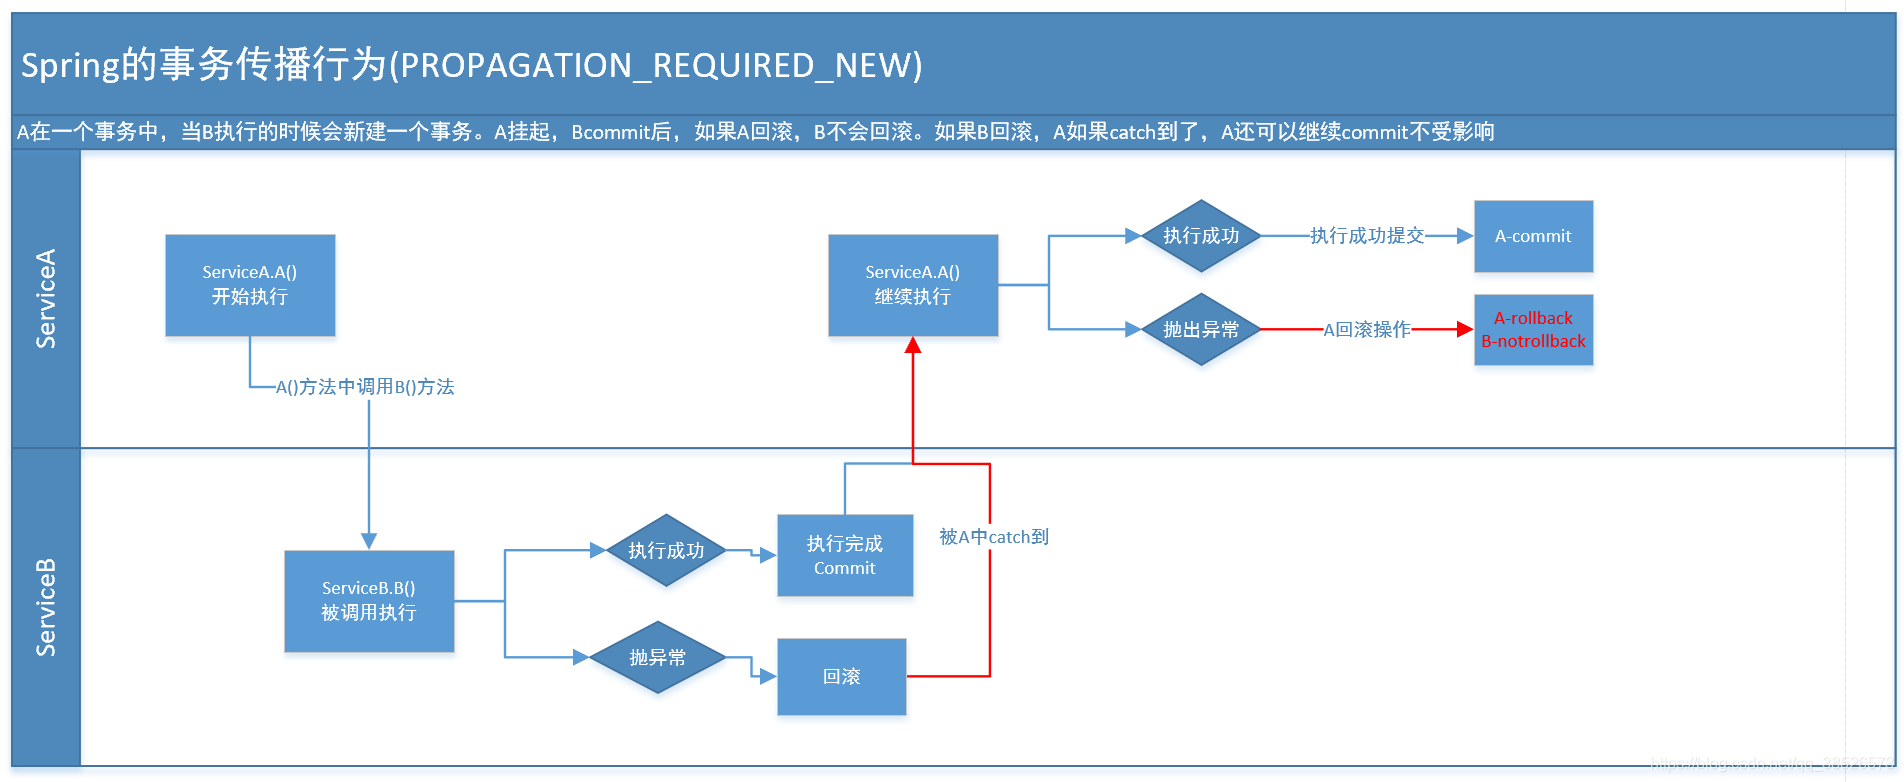 Spring的事务传播行为(PROPAGATION_REQUIRED_NEW)
A在一个事务中，当B执行的时候会新建一个事务。A挂起，Bcommit后，如果A回滚，B不会回滚。如果B回滚，A如果catch到了，A还可以继续commit不受影响
ServiceA
ServiceA.A()
开始执行
A()方法中调用B()方法
ServiceA.A()
继续执行
执行成功
执行成功提交
A-commit
抛出异常
A回滚操作
A-rollback
B-notrollback
ServiceB
ServiceB.B()
被调用执行
执行成功
执行完成
Commit
被A中catch到
抛异常
回滚